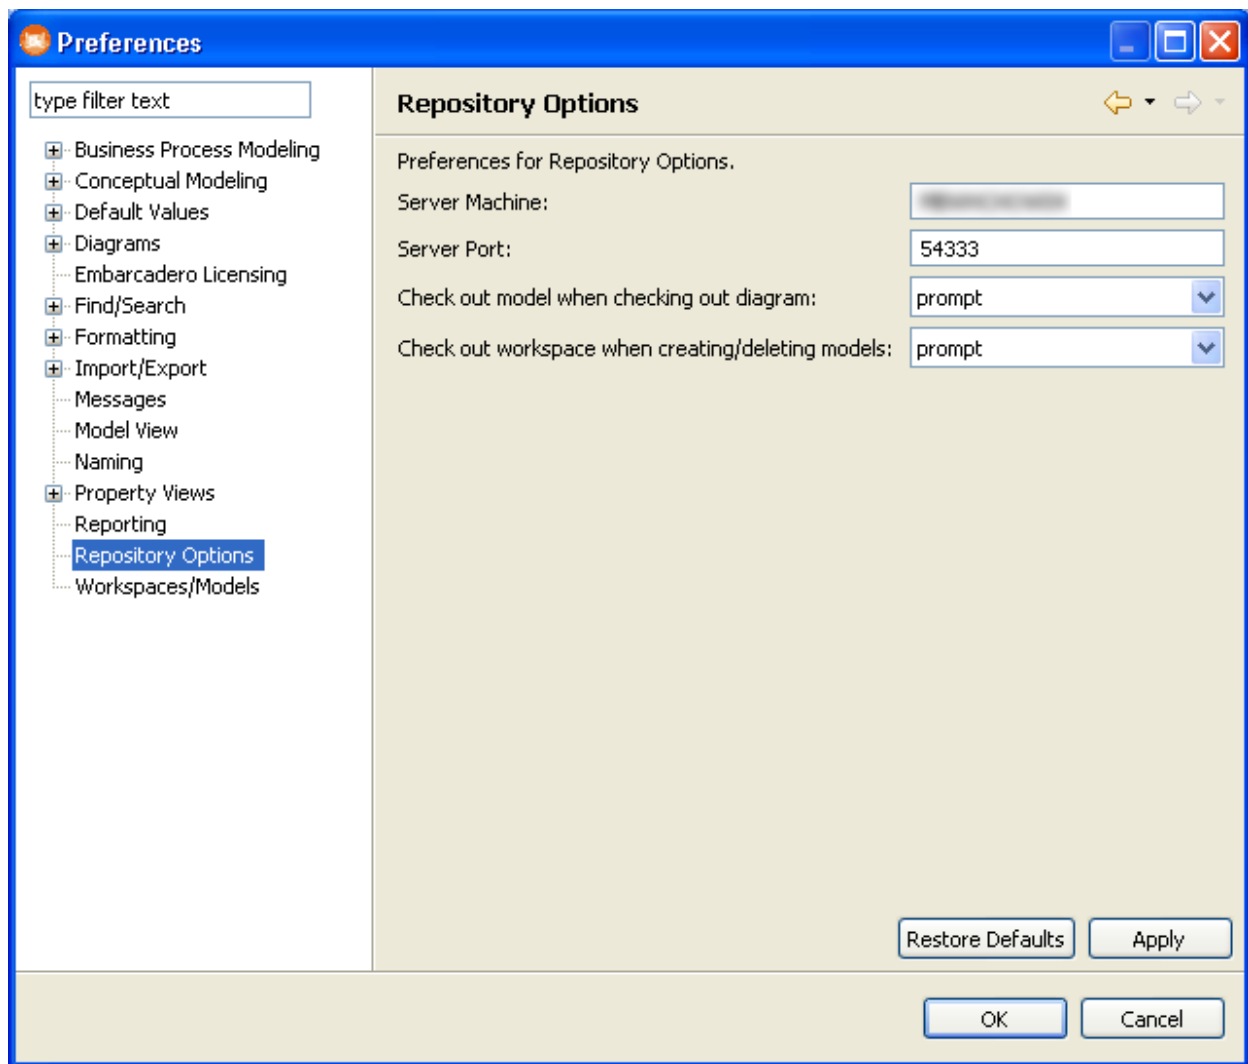 Preferences
type filter text
Business Process Modeling
Conceptual Modeling
Default Values
Diagrams
Embarcadero Licensing
Find/Search
Formatting
Import/Export
Messages
Model View
Naming
Property Views
Reporting
Repository Options
Workspaces/Models
Repository Options
Preferences for Repository Options.
Server Machine:
Server Port: 54333
Check out model when checking out diagram: prompt
Check out workspace when creating/deleting models: prompt
Restore Defaults Apply
OK Cancel